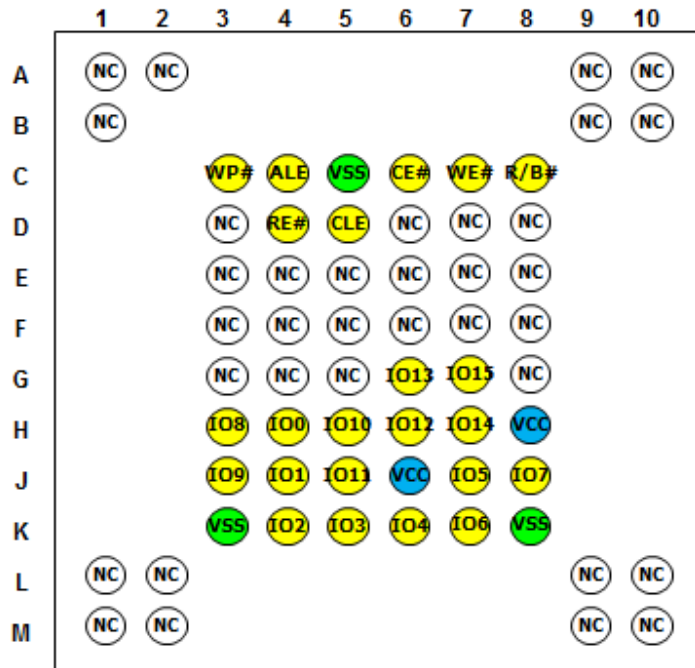 1 2 3 4 5 6 7 8 9 10
A NC NC NC NC
B NC NC NC
C WP# ALE VSS CE# WE# R/B#
D NC RE# CLE NC NC NC
E NC NC NC NC NC NC
F NC NC NC NC NC NC
G NC NC NC IO13 IO15 NC
H IO8 IO0 IO10 IO12 IO14 VCC
J IO9 IO1 IO11 VCC IO5 IO7
K VSS IO2 IO3 IO4 IO6 VSS
L NC NC NC NC
M NC NC NC NC